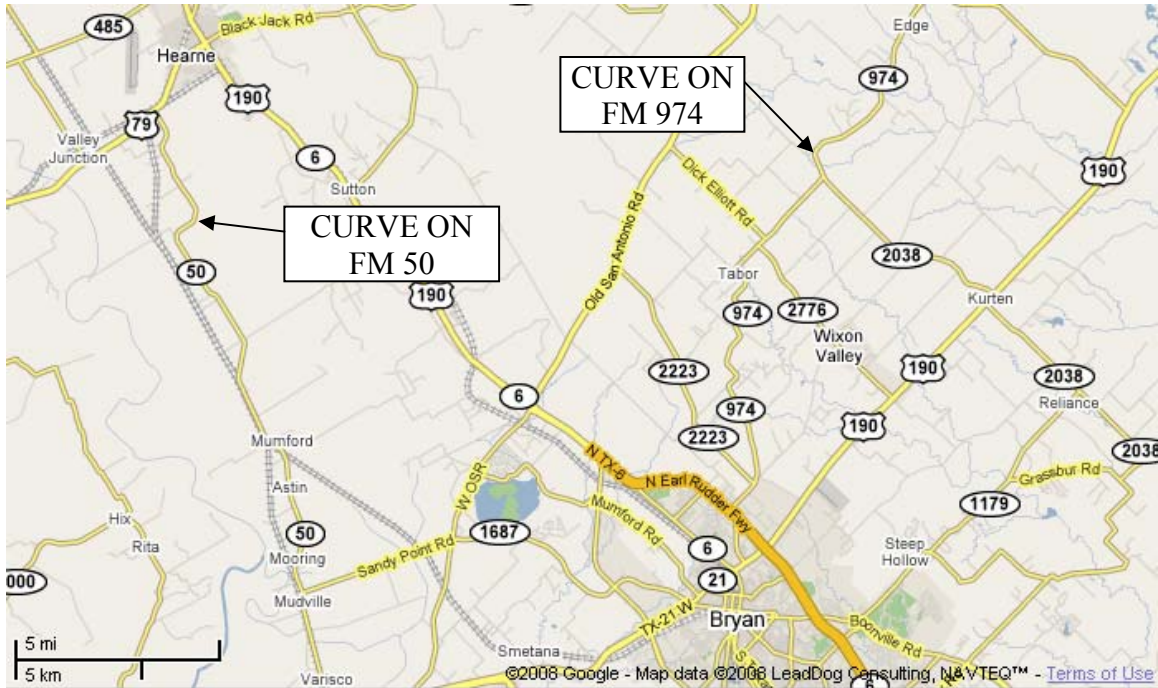 485
Black Jack Rd
Hearne
Edge
CURVE ON
FM 974
974
190
79
Valley
Junction
6
Sutton
Dick Elliott Rd
190
CURVE ON
FM 50
Old San Antonio Rd
50
190
Tabor
2038
974
2776
Kurten
Wixon
Valley
2223
190
2038
6
974
Reliance
2223
190
2038
Mumford
N TX-6
N Earl Rudder Fwy
Grassbur Rd
W OSR
Astin
Mumford Rd
1179
Hix
50
1687
Rita
Mooring
Sandy Point Rd
6
Steep
Hollow
000
21
Mudville
Bryan
TX-21 W
Boonville Rd
5 mi
Smetana
5 km
Varisco
6
©2008 Google - Map data ©2008 LeadDog Consulting, NAVTEQ™ - Terms of Use